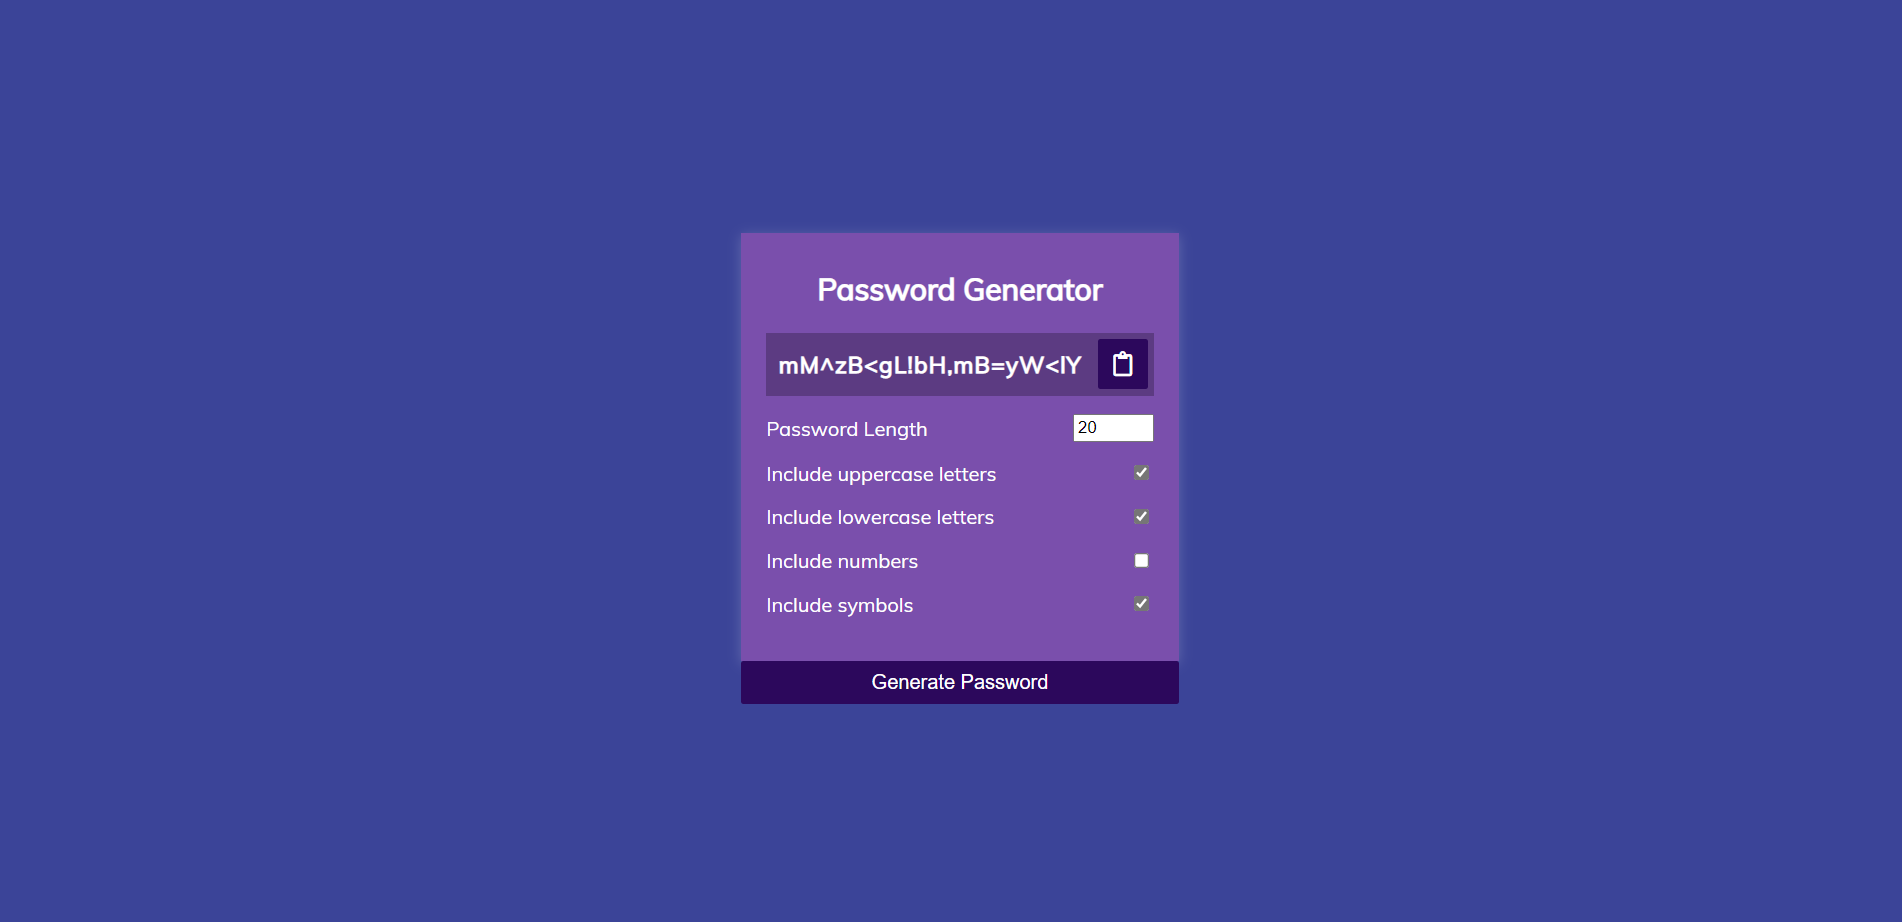 Password Generator
mM^zB<gL!bH,mB=yW<lY
Password Length 20
Include uppercase letters
Include lowercase letters
Include numbers
Include symbols
Generate Password